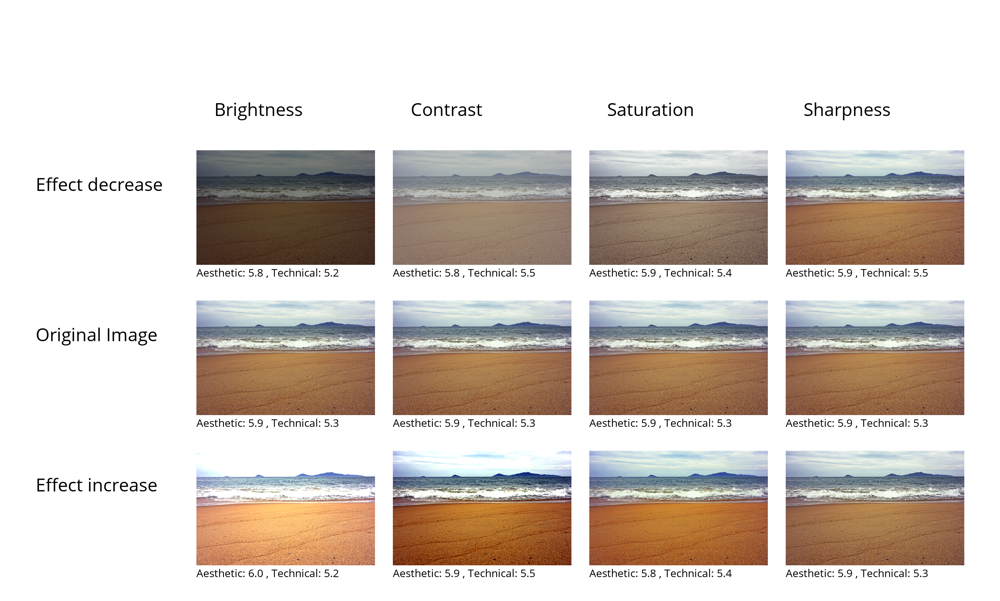 Brightness Contrast Saturation Sharpness
Effect decrease
Aesthetic: 5.8 , Technical: 5.2 Aesthetic: 5.8 , Technical: 5.5 Aesthetic: 5.9 , Technical: 5.4 Aesthetic: 5.9 , Technical: 5.5
Original Image
Aesthetic: 5.9 , Technical: 5.3 Aesthetic: 5.9 , Technical: 5.3 Aesthetic: 5.9 , Technical: 5.3 Aesthetic: 5.9 , Technical: 5.3
Effect increase
Aesthetic: 6.0 , Technical: 5.2 Aesthetic: 5.9 , Technical: 5.5 Aesthetic: 5.8 , Technical: 5.4 Aesthetic: 5.9 , Technical: 5.3